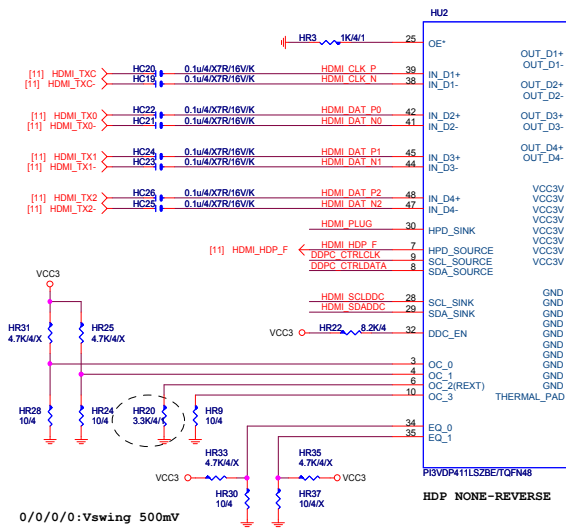 HU2
HR3 1K/4/1 25 OE*
OUT_D1+
OUT_D1-
[11] HDMI_TXC HC20 0.1u/4/X7R/16V/K HDMI_CLK_P 39 IN_D1+
[11] HDMI_TXC- HC19 0.1u/4/X7R/16V/K HDMI_CLK_N 38 IN_D1-
OUT_D2+
OUT_D2-
[11] HDMI_TX0 HC22 0.1u/4/X7R/16V/K HDMI_DAT_P0 42 IN_D2+
[11] HDMI_TX0- HC21 0.1u/4/X7R/16V/K HDMI_DAT_N0 41 IN_D2-
OUT_D3+
OUT_D3-
[11] HDMI_TX1 HC24 0.1u/4/X7R/16V/K HDMI_DAT_P1 45 IN_D3+
[11] HDMI_TX1- HC23 0.1u/4/X7R/16V/K HDMI_DAT_N1 44 IN_D3-
OUT_D4+
OUT_D4-
[11] HDMI_TX2 HC26 0.1u/4/X7R/16V/K HDMI_DAT_P2 48 IN_D4+
[11] HDMI_TX2- HC25 0.1u/4/X7R/16V/K HDMI_DAT_N2 47 IN_D4-
VCC3V
VCC3V
VCC3V
VCC3V
VCC3V
VCC3V
VCC3V
VCC3V
HDMI_PLUG 30 HPD_SINK
[11] HDMI_HDP_F HDMI_HDP_F 7 HPD_SOURCE
DDPC_CTRLCLK 9 SCL_SOURCE
DDPC_CTRLDATA 8 SDA_SOURCE
HDMI_SCLDDC 28 SCL_SINK
HDMI_SDADDC 29 SDA_SINK
VCC3 HR22 8.2K/4 32 DDC_EN
GND
GND
GND
GND
GND
GND
GND
GND
GND
THERMAL_PAD
VCC3
HR31 HR25
4.7K/4/X 4.7K/4/X
3 OC_0
4 OC_1
6 OC_2(REXT)
10 OC_3
HR28 HR24 HR20 HR9
10/4 10/4 3.3K/4/1 10/4
34 EQ_0
35 EQ_1
HR33 HR35
4.7K/4/X 4.7K/4/X
VCC3 VCC3
HR30 HR37
10/4 10/4/X
PI3VDP411LSZBE/TQFN48
HDP NONE-REVERSE
0/0/0/0:Vswing 500mV